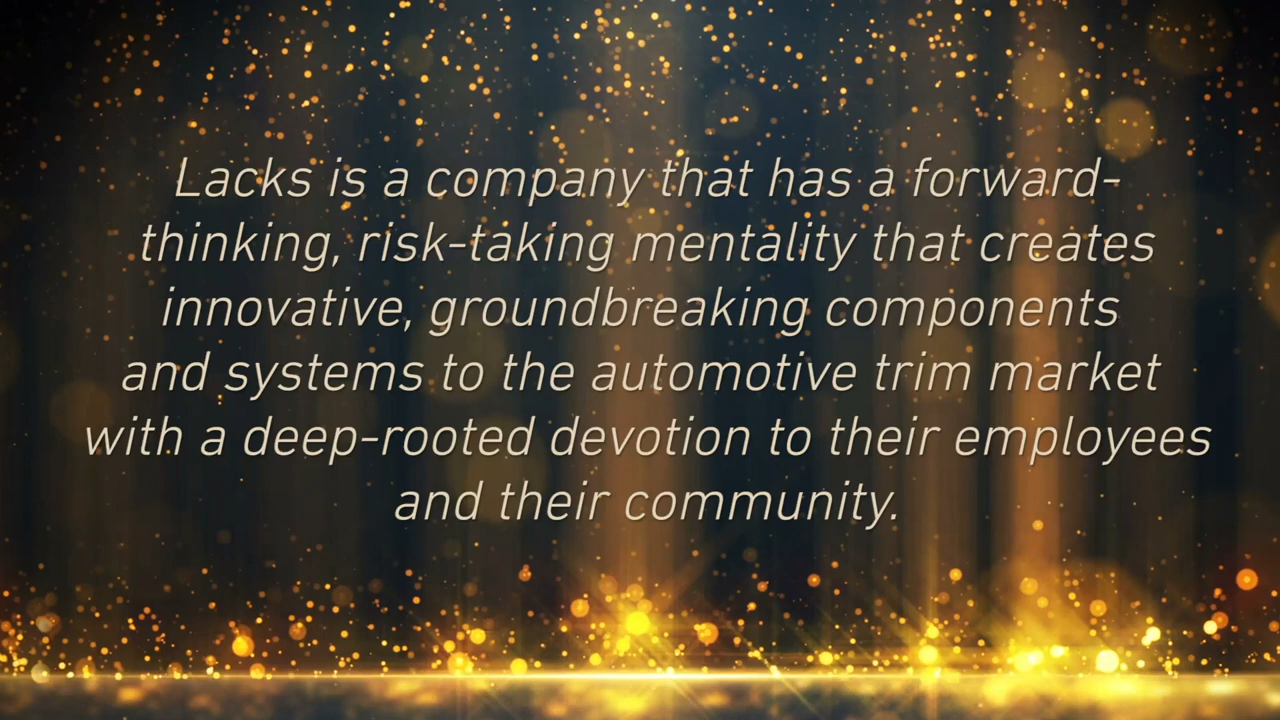 Lacks is a company that has a forward-
thinking, risk-taking mentality that creates
innovative, groundbreaking components
and systems to the automotive trim market
with a deep-rooted devotion to their employees
and their community.